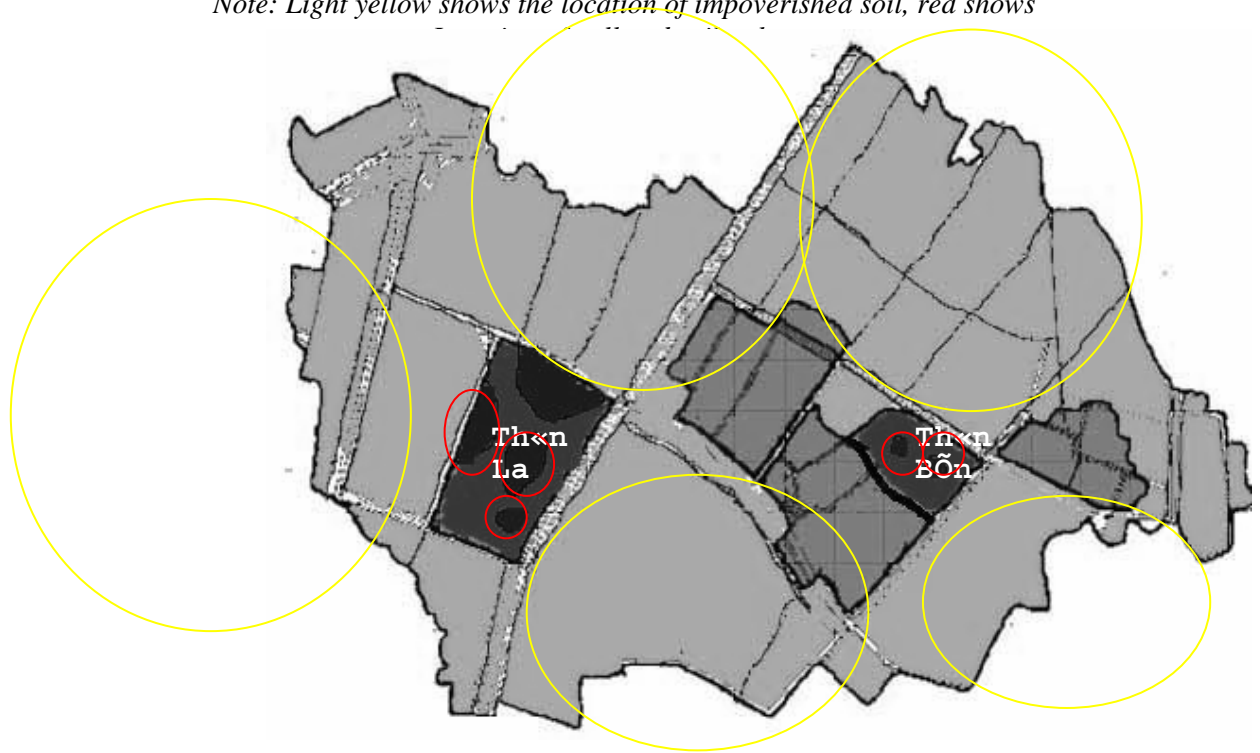 Note: Light yellow shows the location of impoverished soil, red shows
Th«n
La
Th«n
BÕn